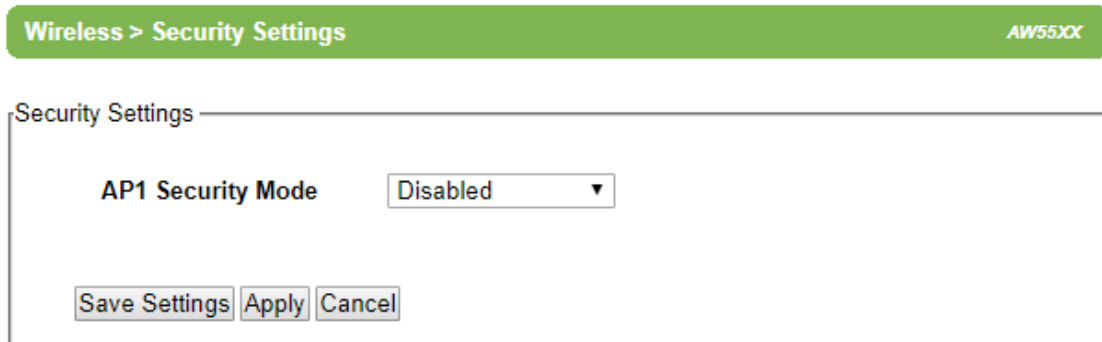 Wireless > Security Settings AW55XX
Security Settings
AP1 Security Mode Disabled
Save Settings Apply Cancel